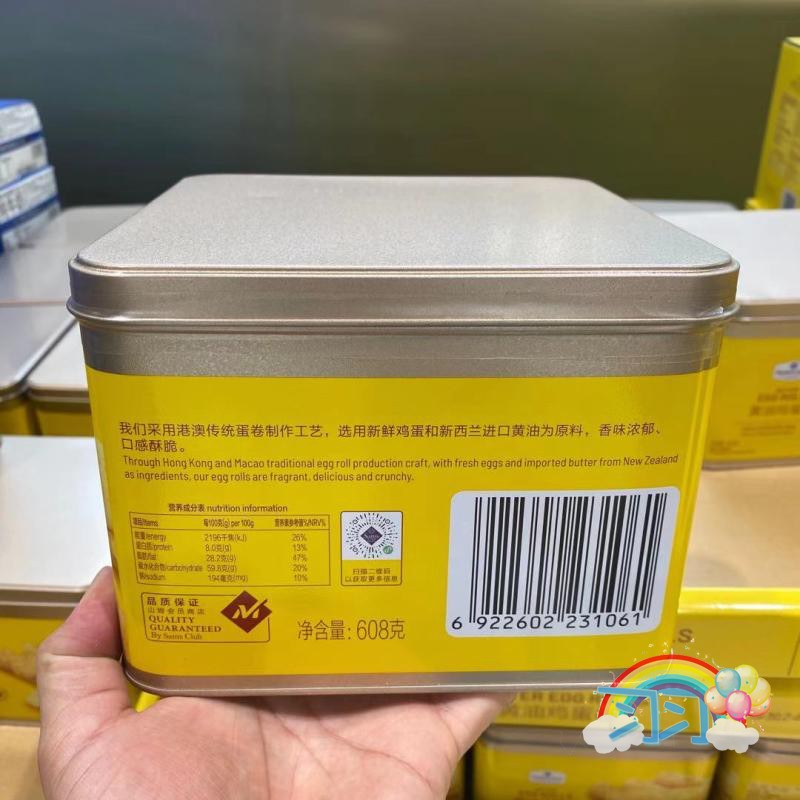 我们采用港澳传统蛋卷制作工艺，选用新鲜鸡蛋和新西兰进口黄油为原料，香味浓郁、
口感酥脆。
Through Hong Kong and Macao traditional egg roll production craft, with fresh eggs and imported butter from New Zealand
as ingredients, our egg rolls are fragrant, delicious and crunchy.
营养成分表 nutrition information
项目/Items 每100克(g) per 100g 营养素参考值%/NRV%
能量/energy 2196千焦(kJ) 26%
蛋白质/protein 8.0克(g) 13%
脂肪/fat 28.2克(g) 47%
碳水化合物/carbohydrate 59.8克(g) 20%
钠/sodium 194毫克(mg) 10%
扫描二维码
以获取更多信息
品质保证
山姆会员商店
QUALITY
GUARANTEED
By Sams Club
M
净含量: 608克
6 922602 231061
习习